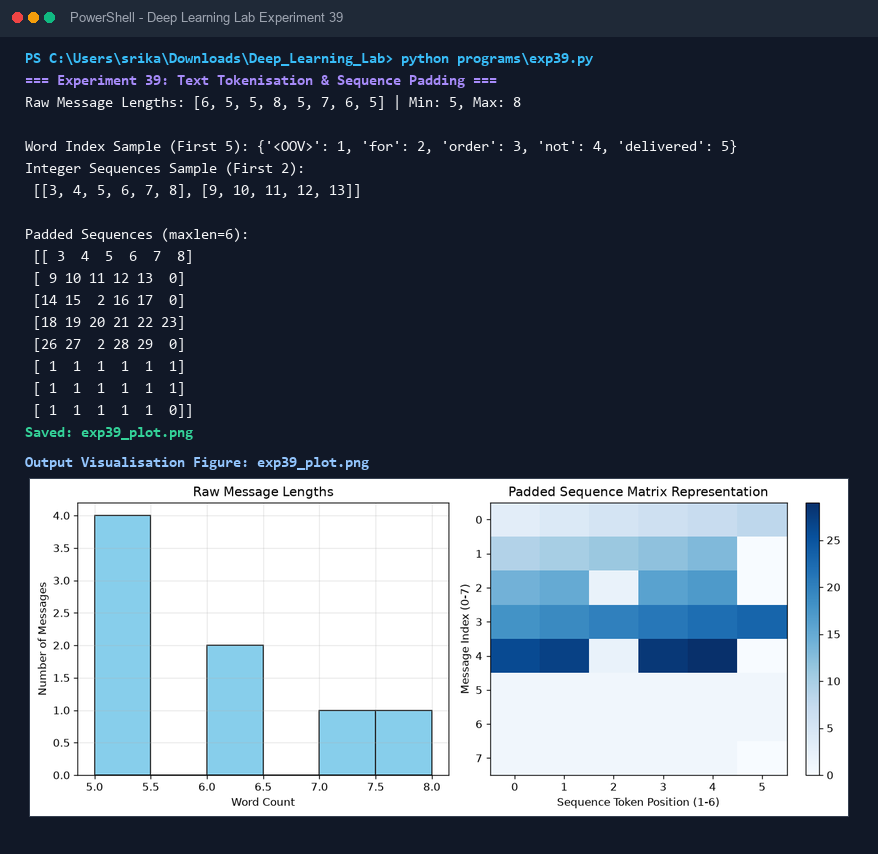 PowerShell - Deep Learning Lab Experiment 39
PS C:\Users\srika\Downloads\Deep_Learning_Lab> python programs\exp39.py
=== Experiment 39: Text Tokenisation & Sequence Padding ===
Raw Message Lengths: [6, 5, 5, 8, 5, 7, 6, 5] | Min: 5, Max: 8
Word Index Sample (First 5): {'<OOV>': 1, 'for': 2, 'order': 3, 'not': 4, 'delivered': 5}
Integer Sequences Sample (First 2):
[[3, 4, 5, 6, 7, 8], [9, 10, 11, 12, 13]]
Padded Sequences (maxlen=6):
[[ 3  4  5  6  7  8]
[ 9 10 11 12 13  0]
[14 15  2 16 17  0]
[18 19 20 21 22 23]
[26 27  2 28 29  0]
[ 1  1  1  1  1  1]
[ 1  1  1  1  1  1]
[ 1  1  1  1  1  0]]
Saved: exp39_plot.png
Output Visualisation Figure: exp39_plot.png
Raw Message Lengths
4.0
3.5
3.0
2.5
2.0
1.5
1.0
0.5
0.0
Number of Messages
5.0 5.5 6.0 6.5 7.0 7.5 8.0
Word Count
Padded Sequence Matrix Representation
0
1
2
3
4
5
6
7
Message Index (0-7)
0 1 2 3 4 5
Sequence Token Position (1-6)
25
20
15
10
5
0